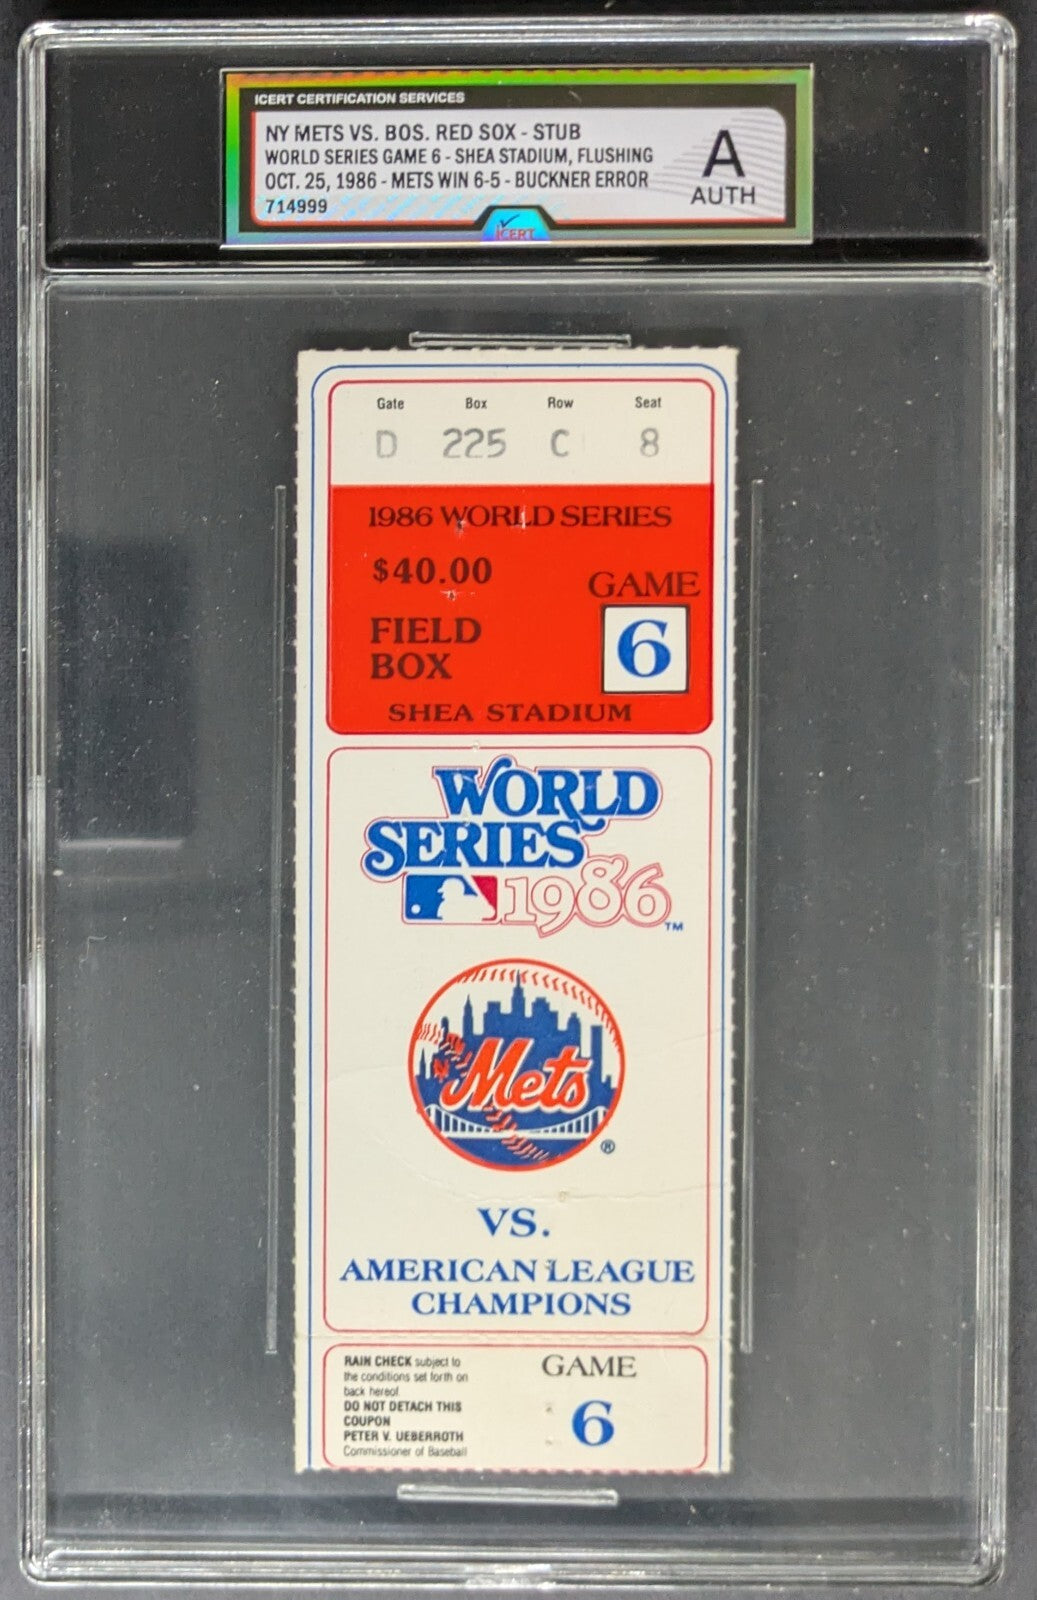 ICERT CERTIFICATION SERVICES
NY METS VS. BOS. RED SOX - STUB
WORLD SERIES GAME 6 - SHEA STADIUM, FLUSHING
OCT. 25, 1986 - METS WIN 6-5 - BUCKNER ERROR
714999
A
AUTH
ICERT
Gate Box Row Seat
D 225 C 8
1986 WORLD SERIES
$40.00
GAME
6
FIELD
BOX
SHEA STADIUM
WORLD
SERIES
1986 ™
NY
Mets
®
VS.
AMERICAN LEAGUE
CHAMPIONS
RAIN CHECK subject to
the conditions set forth on
back hereof
DO NOT DETACH THIS
COUPON
PETER V. UEBERROTH
Commissioner of Baseball
GAME
6